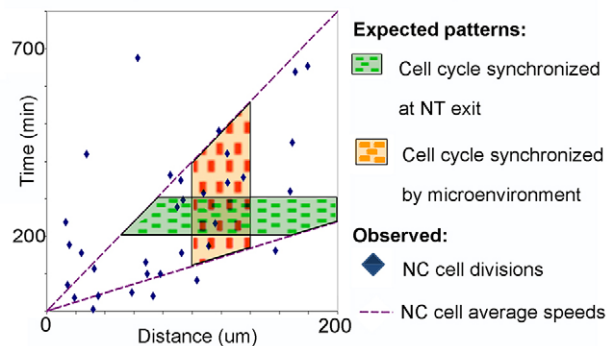 700
200
Time (min)
0
200
Distance (um)
Expected patterns:
Cell cycle synchronized
at NT exit
Cell cycle synchronized
by microenvironment
Observed:
NC cell divisions
NC cell average speeds